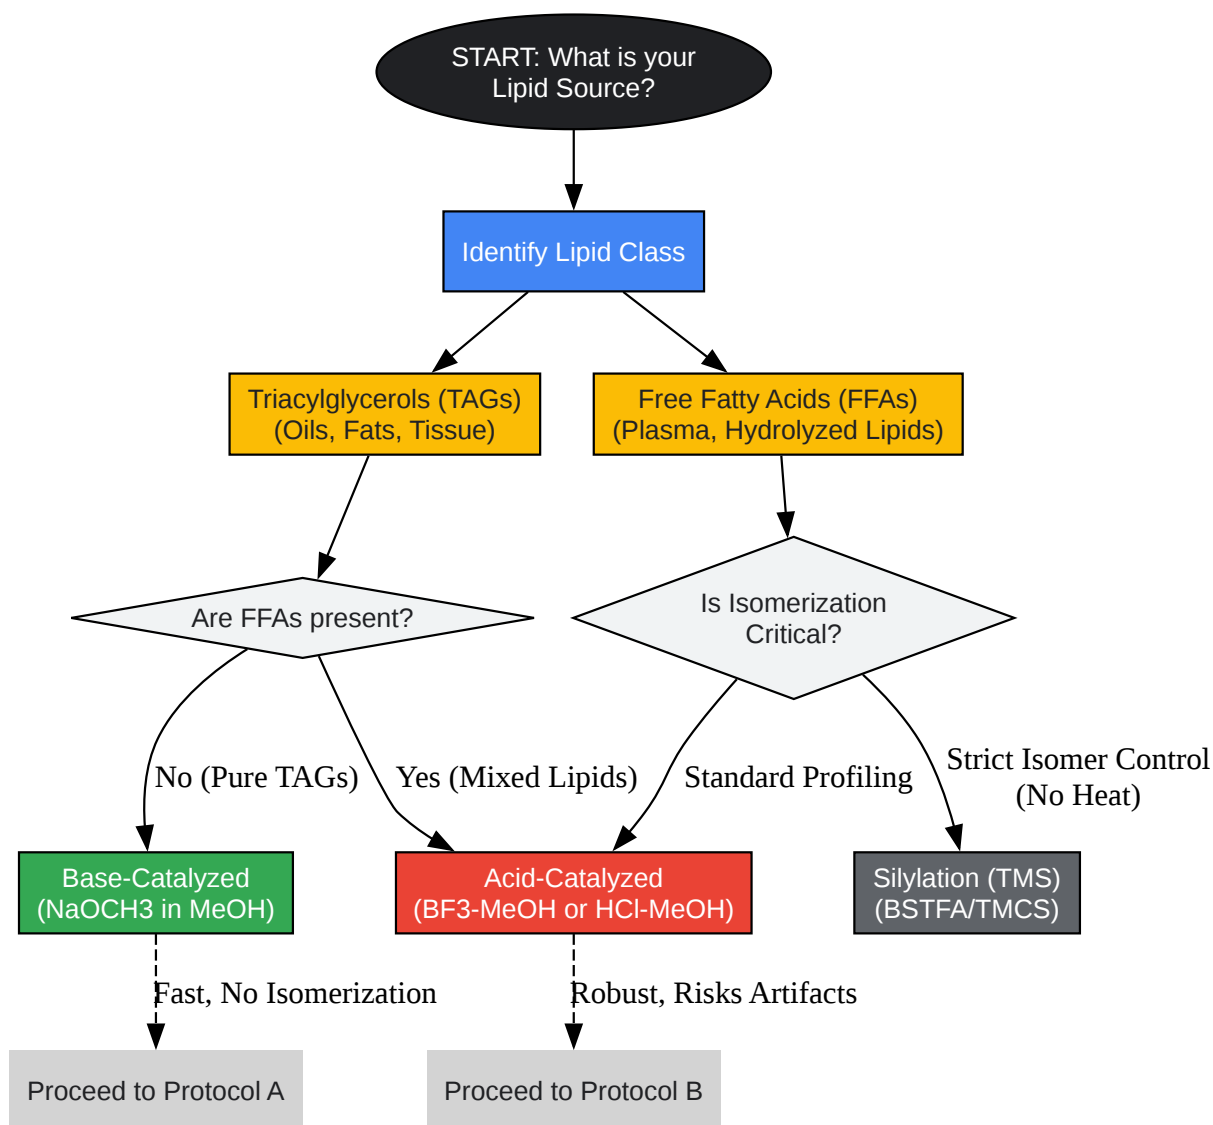 START: What is your
Lipid Source?
Identify Lipid Class
Triacylglycerols (TAGs)
(Oils, Fats, Tissue)
Free Fatty Acids (FFAs)
(Plasma, Hydrolyzed Lipids)
Are FFAs present?
Is Isomerization
Critical?
No (Pure TAGs)
Yes (Mixed Lipids)
Standard Profiling
Strict Isomer Control
(No Heat)
Base-Catalyzed
(NaOCH3 in MeOH)
Acid-Catalyzed
(BF3-MeOH or HCl-MeOH)
Silylation (TMS)
(BSTFA/TMCS)
Fast, No Isomerization
Robust, Risks Artifacts
Proceed to Protocol A
Proceed to Protocol B